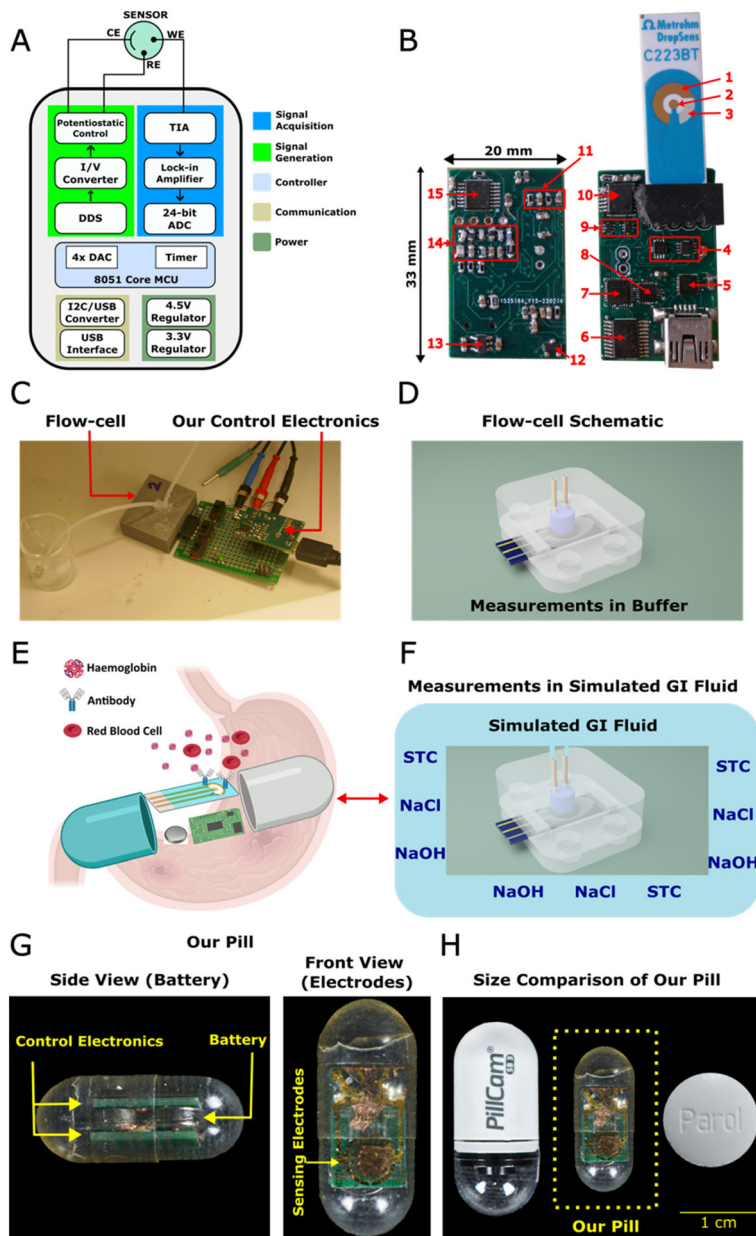 A
SENSOR
CE
WE
RE
Potentiostatic
Control
I/V
Converter
DDS
TIA
Lock-in
Amplifier
24-bit
ADC
4x DAC
Timer
8051 Core MCU
I2C/USB
Converter
USB
Interface
4.5V
Regulator
3.3V
Regulator
Signal
Acquisition
Signal
Generation
Controller
Communication
Power
B
Metrohm
DropSens
C223BT
1
2
3
20 mm
11
33 mm
15
14
13
12
10
9
8
7
6
4
5
C
Flow-cell
Our Control Electronics
2
D
Flow-cell Schematic
Measurements in Buffer
E
Haemoglobin
Antibody
Red Blood Cell
F
Measurements in Simulated GI Fluid
Simulated GI Fluid
STC
NaCl
NaOH
STC
NaCl
NaOH
NaOH
NaCl
STC
G
Our Pill
Side View (Battery)
Control Electronics
Battery
Front View
(Electrodes)
Sensing Electrodes
H
Size Comparison of Our Pill
PillCam®
SB 3
Parol
Our Pill
1 cm